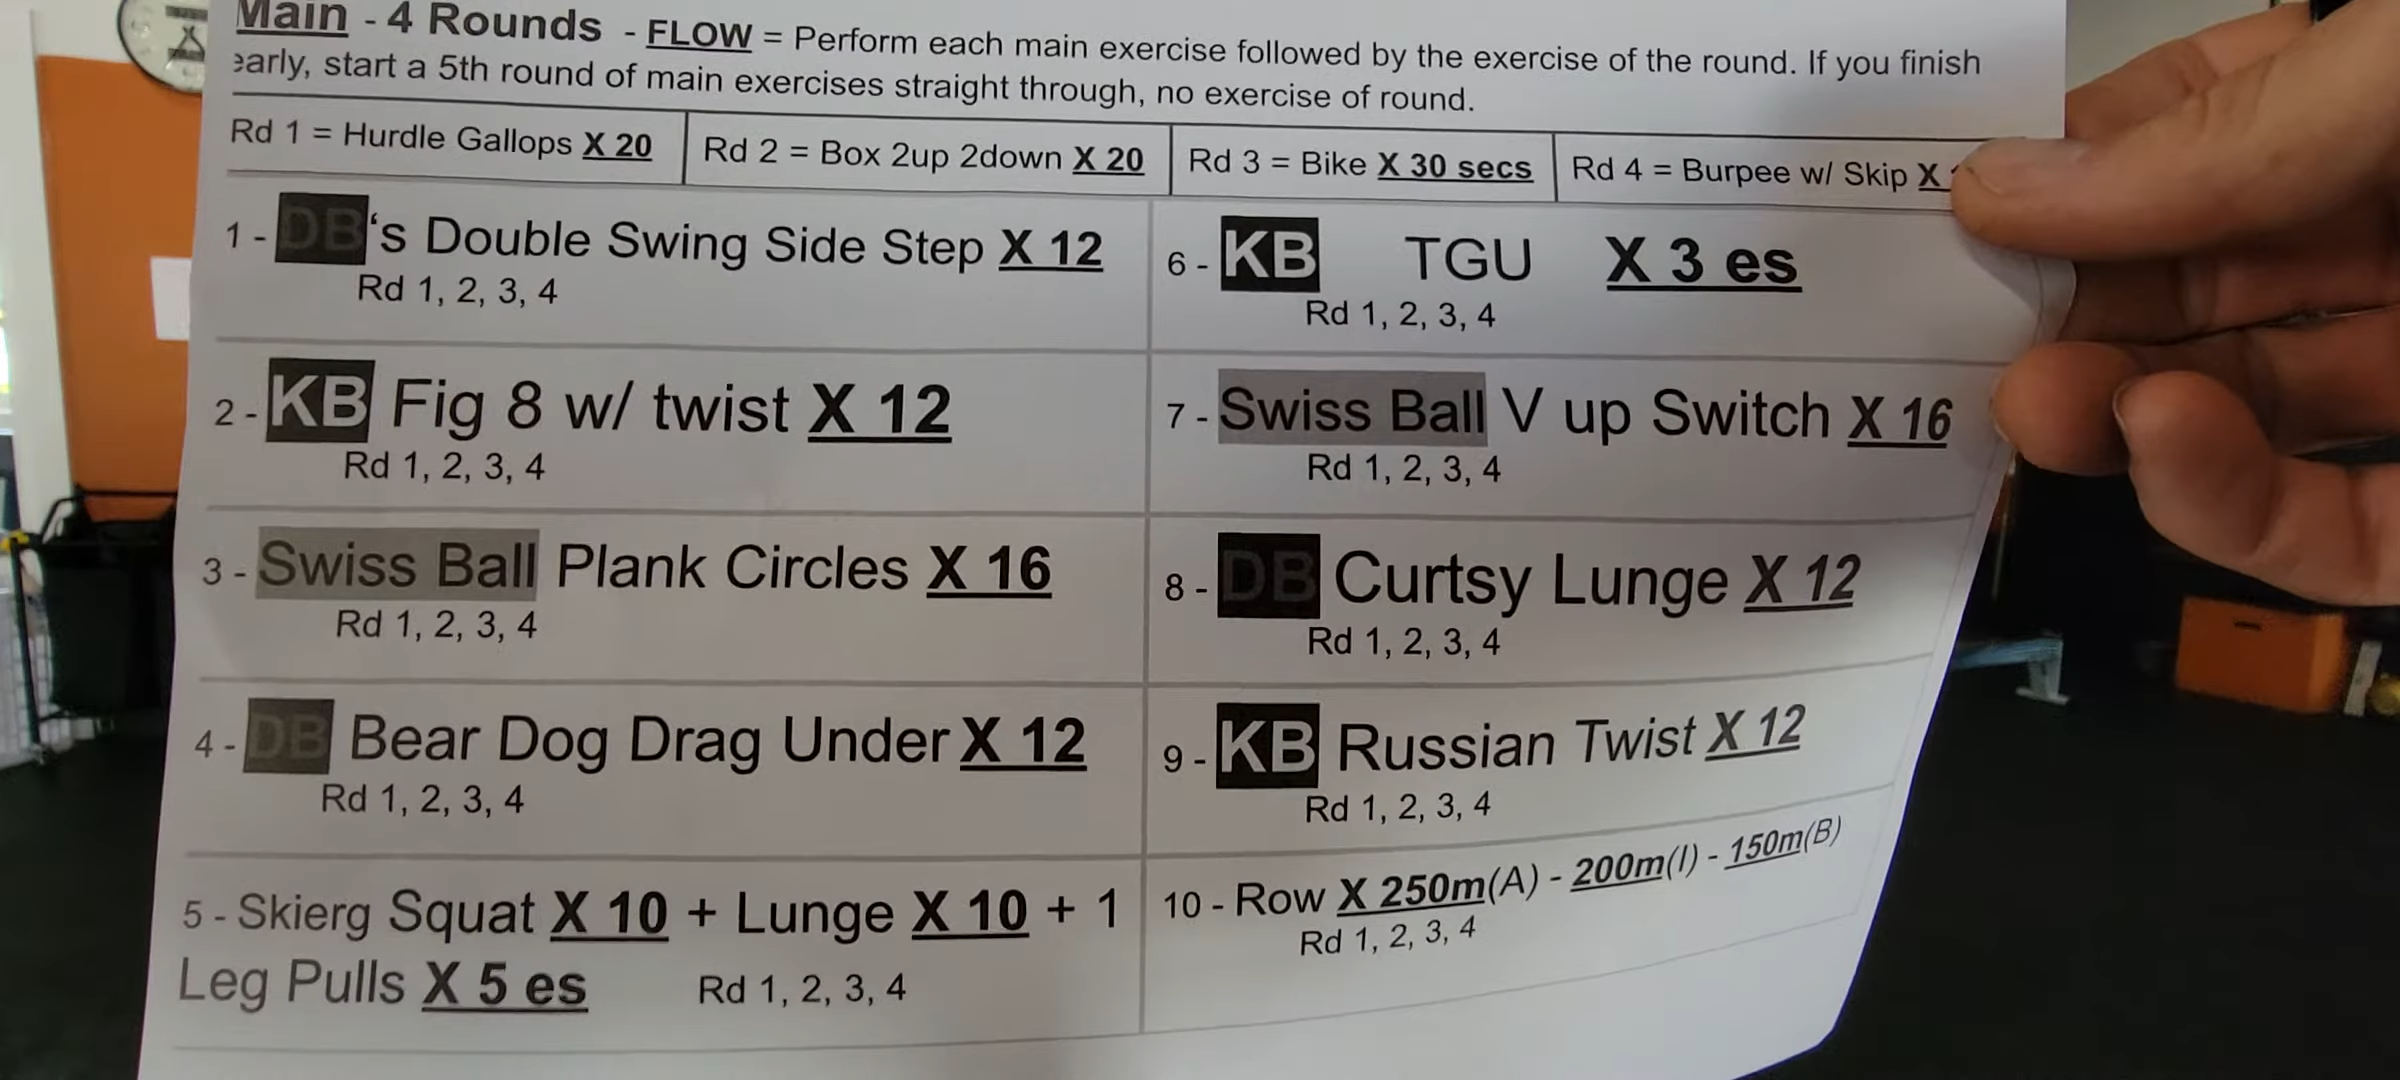 Main - 4 Rounds - FLOW = Perform each main exercise followed by the exercise of the round. If you finish
early, start a 5th round of main exercises straight through, no exercise of round.
Rd 1 = Hurdle Gallops X 20
Rd 2 = Box 2up 2down X 20
Rd 3 = Bike X 30 secs
Rd 4 = Burpee w/ Skip X
1 - DB's Double Swing Side Step X 12
Rd 1, 2, 3, 4
2 - KB Fig 8 w/ twist X 12
Rd 1, 2, 3, 4
3 - Swiss Ball Plank Circles X 16
Rd 1, 2, 3, 4
4 - DB Bear Dog Drag Under X 12
Rd 1, 2, 3, 4
5 - Skierg Squat X 10 + Lunge X 10 + 1
Leg Pulls X 5 es Rd 1, 2, 3, 4
6 - KB TGU X 3 es
Rd 1, 2, 3, 4
7 - Swiss Ball V up Switch X 16
Rd 1, 2, 3, 4
8 - DB Curtsy Lunge X 12
Rd 1, 2, 3, 4
9 - KB Russian Twist X 12
Rd 1, 2, 3, 4
10 - Row X 250m(A) - 200m(I) - 150m(B)
Rd 1, 2, 3, 4